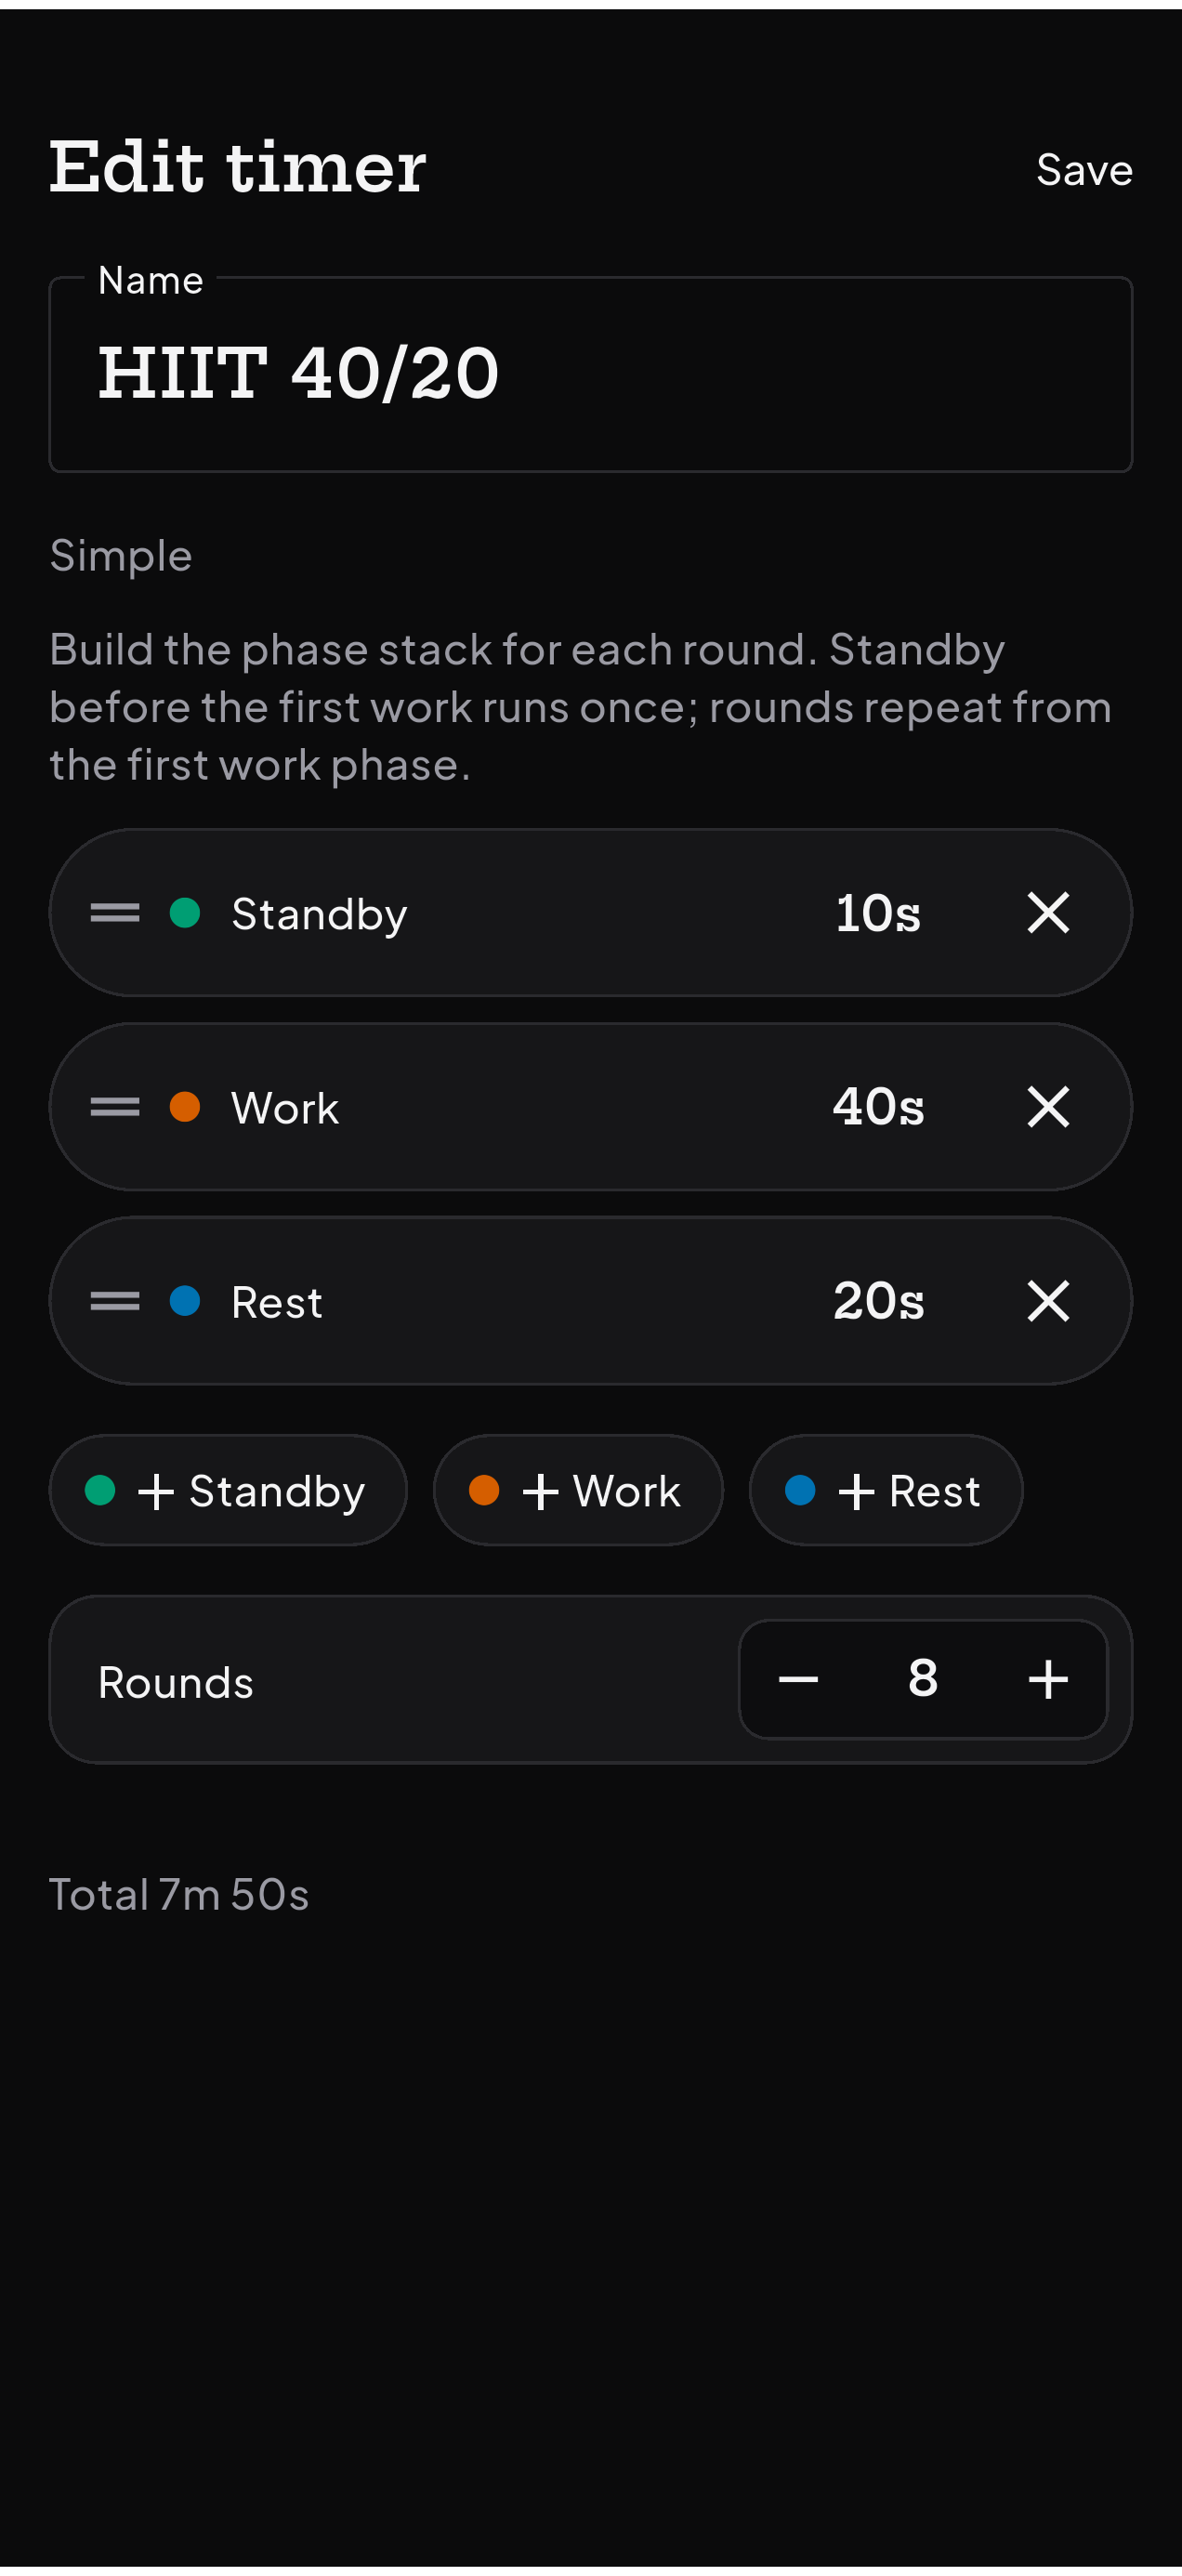 Edit timer
Save
Name
HIIT 40/20
Simple
Build the phase stack for each round. Standby
before the first work runs once; rounds repeat from
the first work phase.
Standby 10s
Work 40s
Rest 20s
+ Standby + Work + Rest
Rounds − 8 +
Total 7m 50s